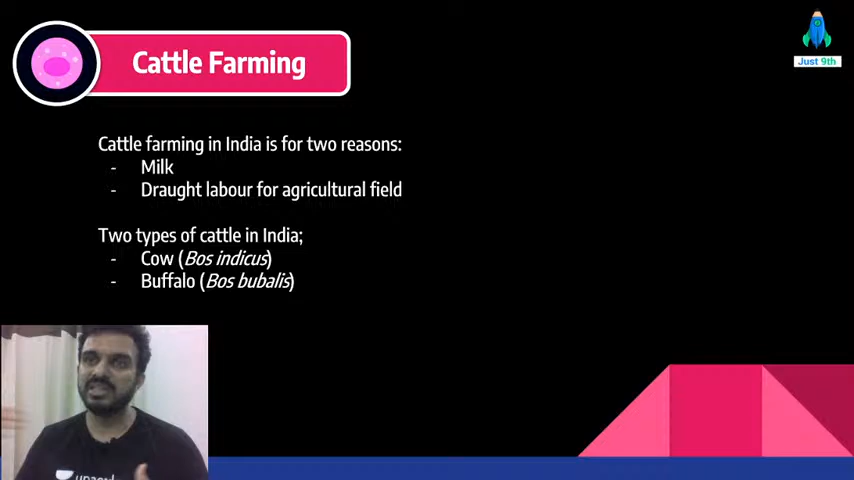 Cattle Farming
Just 9th
Cattle farming in India is for two reasons:
- Milk
- Draught labour for agricultural field
Two types of cattle in India;
- Cow (Bos indicus)
- Buffalo (Bos bubalis)